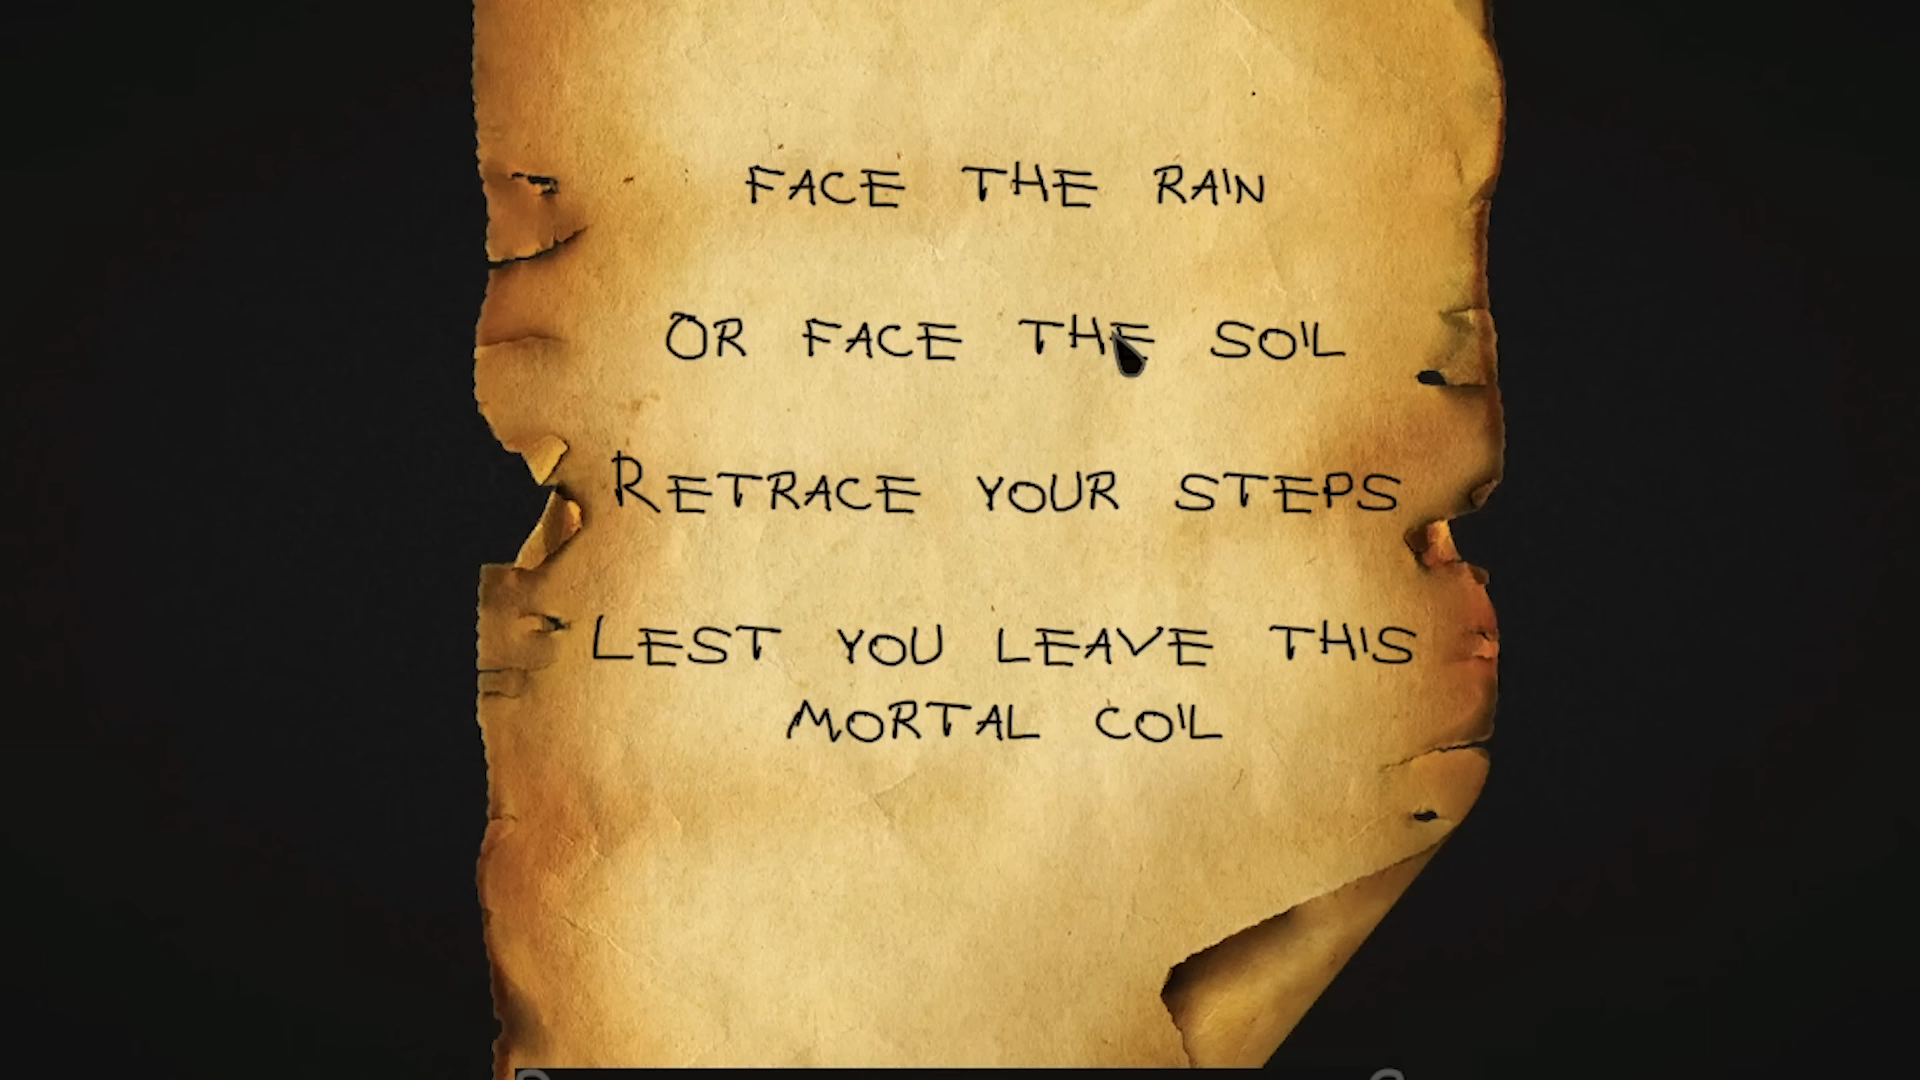 FACE THE RAIN
OR FACE THE SOIL
RETRACE YOUR STEPS
LEST YOU LEAVE THIS
MORTAL COIL